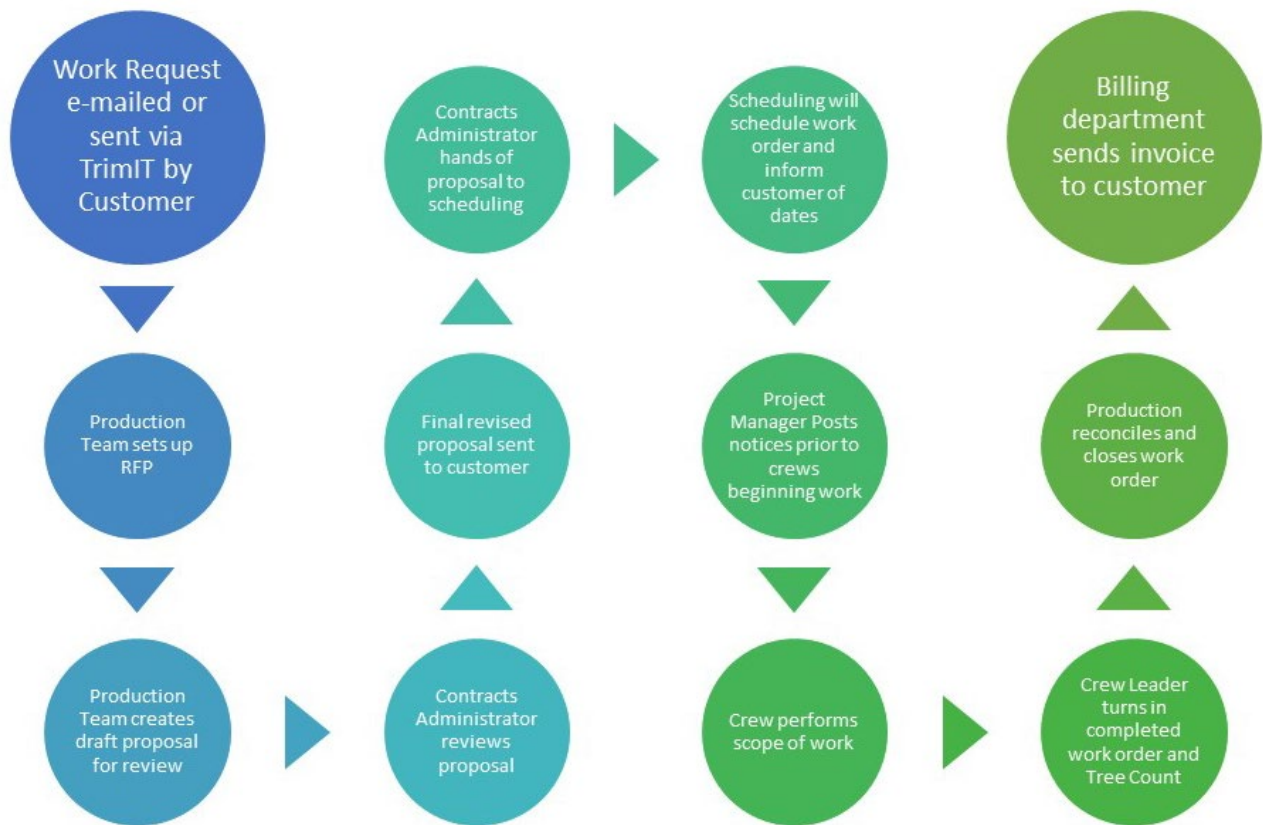 Work Request
e-mailed or
sent via
TrimIT by
Customer
Production
Team sets up
RFP
Production
Team creates
draft proposal
for review
Contracts
Administrator
reviews
proposal
Final revised
proposal sent
to customer
Contracts
Administrator
hands of
proposal to
scheduling
Scheduling will
schedule work
order and
inform
customer of
dates
Project
Manager Posts
notices prior to
crews
beginning work
Crew performs
scope of work
Crew Leader
turns in
completed
work order and
Tree Count
Production
reconciles and
closes work
order
Billing
department
sends invoice
to customer